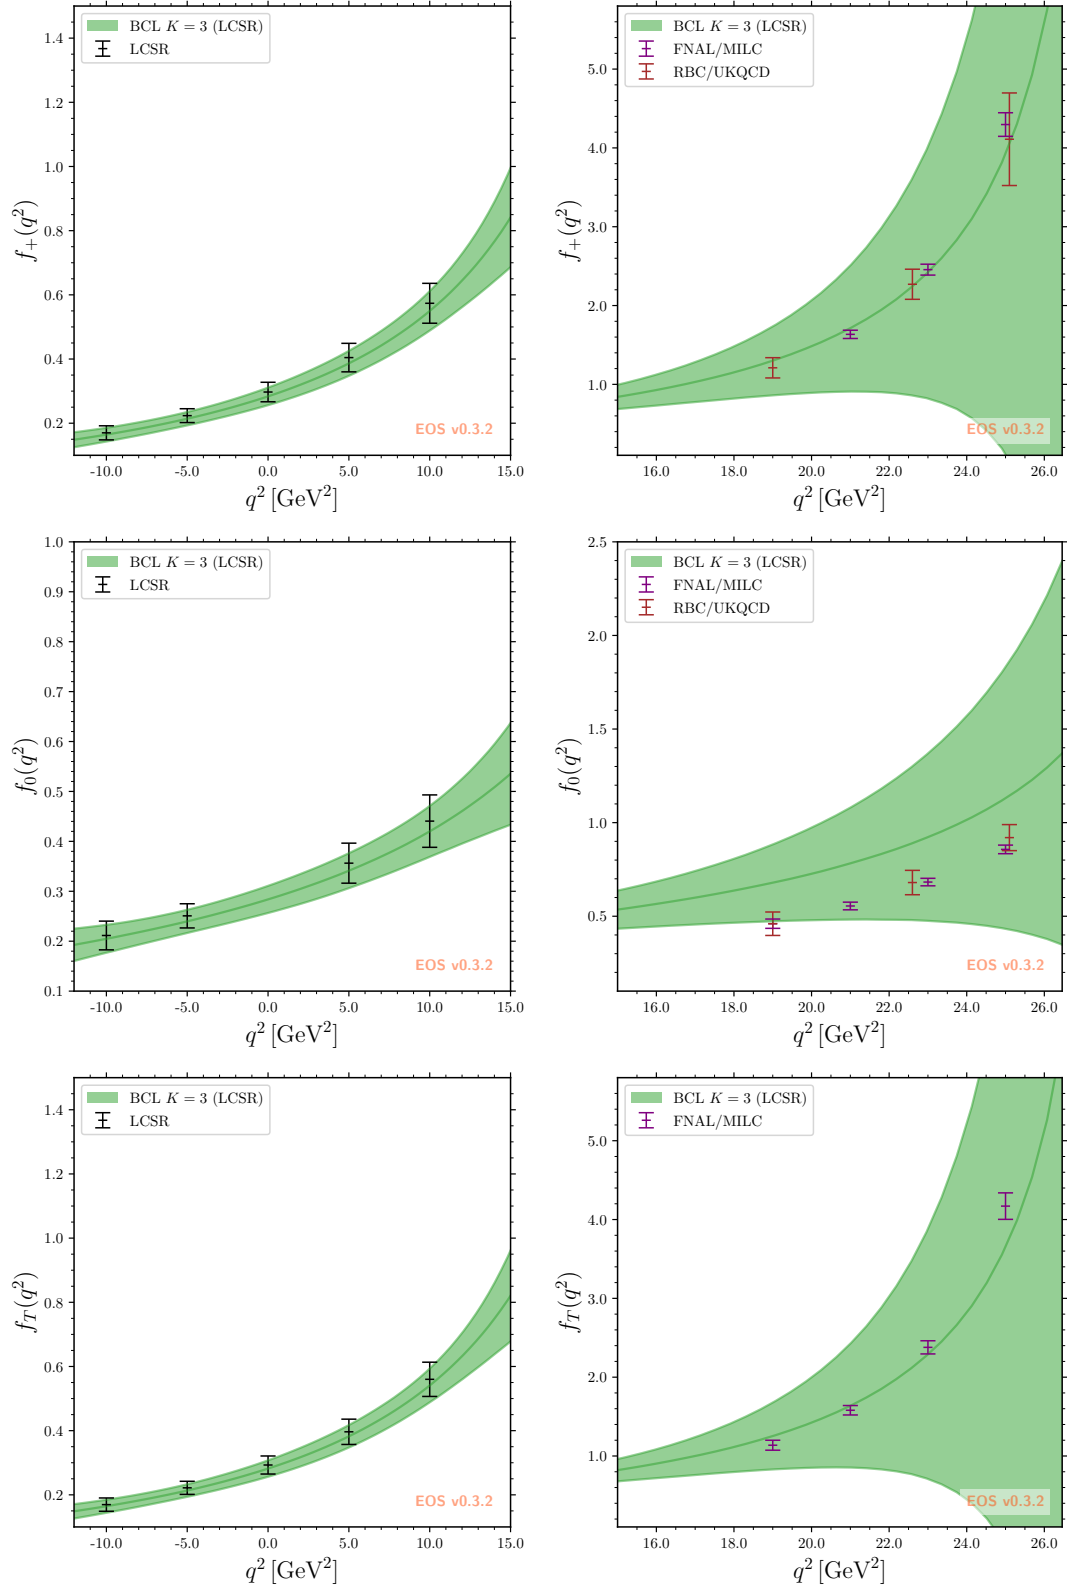 BCL K = 3 (LCSR)
LCSR
1.4
1.2
1.0
0.8
0.6
0.4
0.2
f+(q²)
-10.0 -5.0 0.0 5.0 10.0 15.0
q² [GeV²]
EOS v0.3.2
BCL K = 3 (LCSR)
FNAL/MILC
RBC/UKQCD
5.0
4.0
3.0
2.0
1.0
f+(q²)
16.0 18.0 20.0 22.0 24.0 26.0
q² [GeV²]
EOS v0.3.2
BCL K = 3 (LCSR)
LCSR
1.0
0.9
0.8
0.7
0.6
0.5
0.4
0.3
0.2
0.1
f₀(q²)
-10.0 -5.0 0.0 5.0 10.0 15.0
q² [GeV²]
EOS v0.3.2
BCL K = 3 (LCSR)
FNAL/MILC
RBC/UKQCD
2.5
2.0
1.5
1.0
0.5
f₀(q²)
16.0 18.0 20.0 22.0 24.0 26.0
q² [GeV²]
EOS v0.3.2
BCL K = 3 (LCSR)
LCSR
1.4
1.2
1.0
0.8
0.6
0.4
0.2
f_T(q²)
-10.0 -5.0 0.0 5.0 10.0 15.0
q² [GeV²]
EOS v0.3.2
BCL K = 3 (LCSR)
FNAL/MILC
5.0
4.0
3.0
2.0
1.0
f_T(q²)
16.0 18.0 20.0 22.0 24.0 26.0
q² [GeV²]
EOS v0.3.2